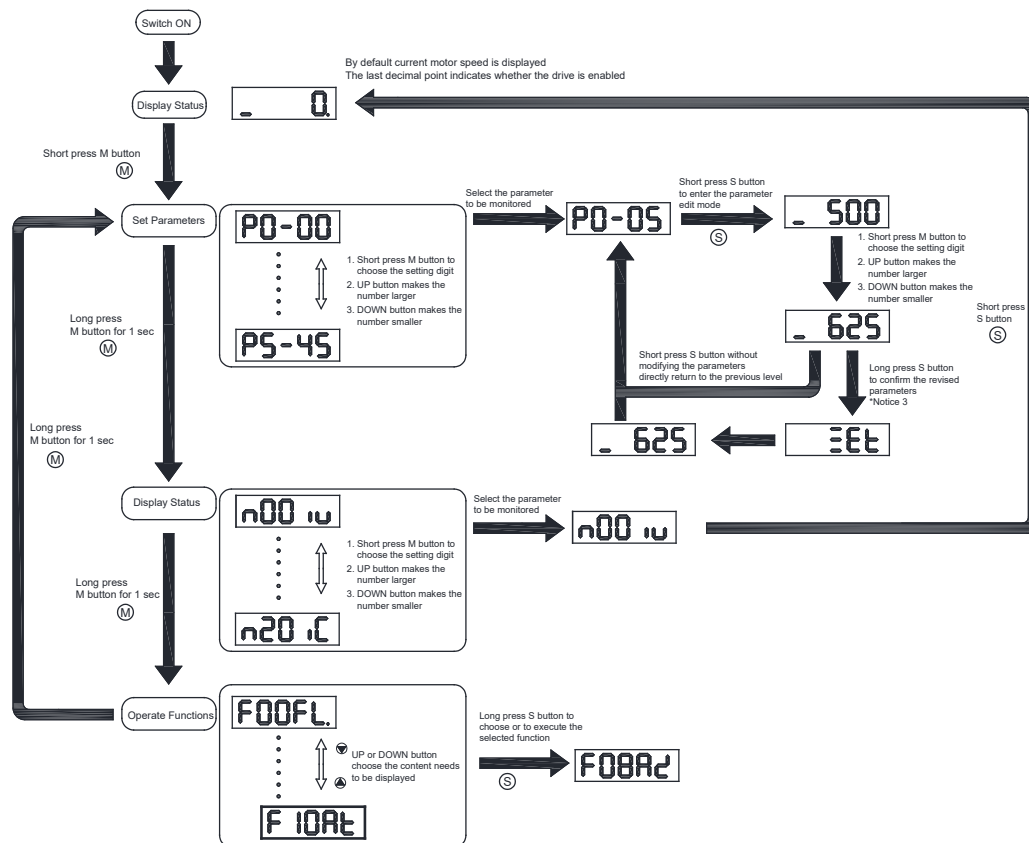 Switch ON
By default current motor speed is displayed
The last decimal point indicates whether the drive is enabled
Display Status
_ 0.
Short press M button
M
Set Parameters
P0-00
1. Short press M button to
choose the setting digit
2. UP button makes the
number larger
3. DOWN button makes the
number smaller
P5-45
Select the parameter
to be monitored
P0-05
Short press S button
to enter the parameter
edit mode
S
_ 500
1. Short press M button to
choose the setting digit
2. UP button makes the
number larger
3. DOWN button makes the
number smaller
_ 625
Short press
S button
S
Long press
M button for 1 sec
M
Short press S button without
modifying the parameters
directly return to the previous level
Long press S button
to confirm the revised
parameters
*Notice 3
_ 625
Long press
M button for 1 sec
M
Display Status
n00 iu
1. Short press M button to
choose the setting digit
2. UP button makes the
number larger
3. DOWN button makes the
number smaller
n20 iC
Select the parameter
to be monitored
n00 iu
Long press
M button for 1 sec
M
Operate Functions
F00FL.
UP or DOWN button
choose the content needs
to be displayed
F10At
Long press S button to
choose or to execute the
selected function
S